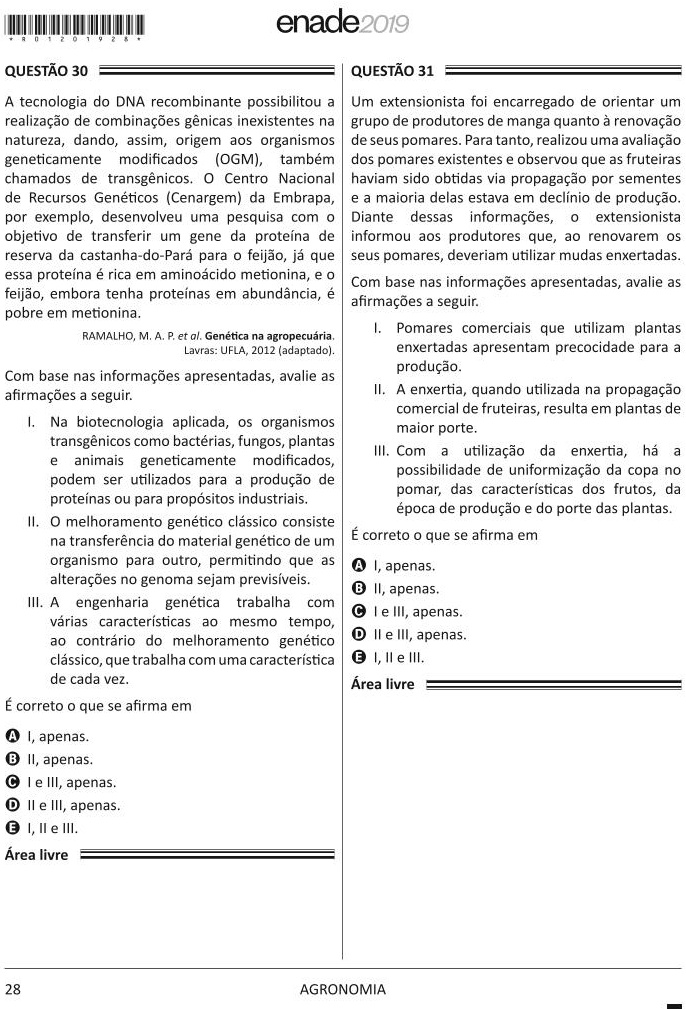 enade2019
*R01201928*
QUESTÃO 30
A tecnologia do DNA recombinante possibilitou a
realização de combinações gênicas inexistentes na
natureza, dando, assim, origem aos organismos
geneticamente modificados (OGM), também
chamados de transgênicos. O Centro Nacional
de Recursos Genéticos (Cenargem) da Embrapa,
por exemplo, desenvolveu uma pesquisa com o
objetivo de transferir um gene da proteína de
reserva da castanha-do-Pará para o feijão, já que
essa proteína é rica em aminoácido metionina, e o
feijão, embora tenha proteínas em abundância, é
pobre em metionina.
RAMALHO, M. A. P. et al. Genética na agropecuária.
Lavras: UFLA, 2012 (adaptado).
Com base nas informações apresentadas, avalie as
afirmações a seguir.
I. Na biotecnologia aplicada, os organismos
transgênicos como bactérias, fungos, plantas
e animais geneticamente modificados,
podem ser utilizados para a produção de
proteínas ou para propósitos industriais.
II. O melhoramento genético clássico consiste
na transferência do material genético de um
organismo para outro, permitindo que as
alterações no genoma sejam previsíveis.
III. A engenharia genética trabalha com
várias características ao mesmo tempo,
ao contrário do melhoramento genético
clássico, que trabalha com uma característica
de cada vez.
É correto o que se afirma em
A I, apenas.
B II, apenas.
C I e III, apenas.
D II e III, apenas.
E I, II e III.
Área livre
QUESTÃO 31
Um extensionista foi encarregado de orientar um
grupo de produtores de manga quanto à renovação
de seus pomares. Para tanto, realizou uma avaliação
dos pomares existentes e observou que as fruteiras
haviam sido obtidas via propagação por sementes
e a maioria delas estava em declínio de produção.
Diante dessas informações, o extensionista
informou aos produtores que, ao renovarem os
seus pomares, deveriam utilizar mudas enxertadas.
Com base nas informações apresentadas, avalie as
afirmações a seguir.
I. Pomares comerciais que utilizam plantas
enxertadas apresentam precocidade para a
produção.
II. A enxertia, quando utilizada na propagação
comercial de fruteiras, resulta em plantas de
maior porte.
III. Com a utilização da enxertia, há a
possibilidade de uniformização da copa no
pomar, das características dos frutos, da
época de produção e do porte das plantas.
É correto o que se afirma em
A I, apenas.
B II, apenas.
C I e III, apenas.
D II e III, apenas.
E I, II e III.
Área livre
28
AGRONOMIA